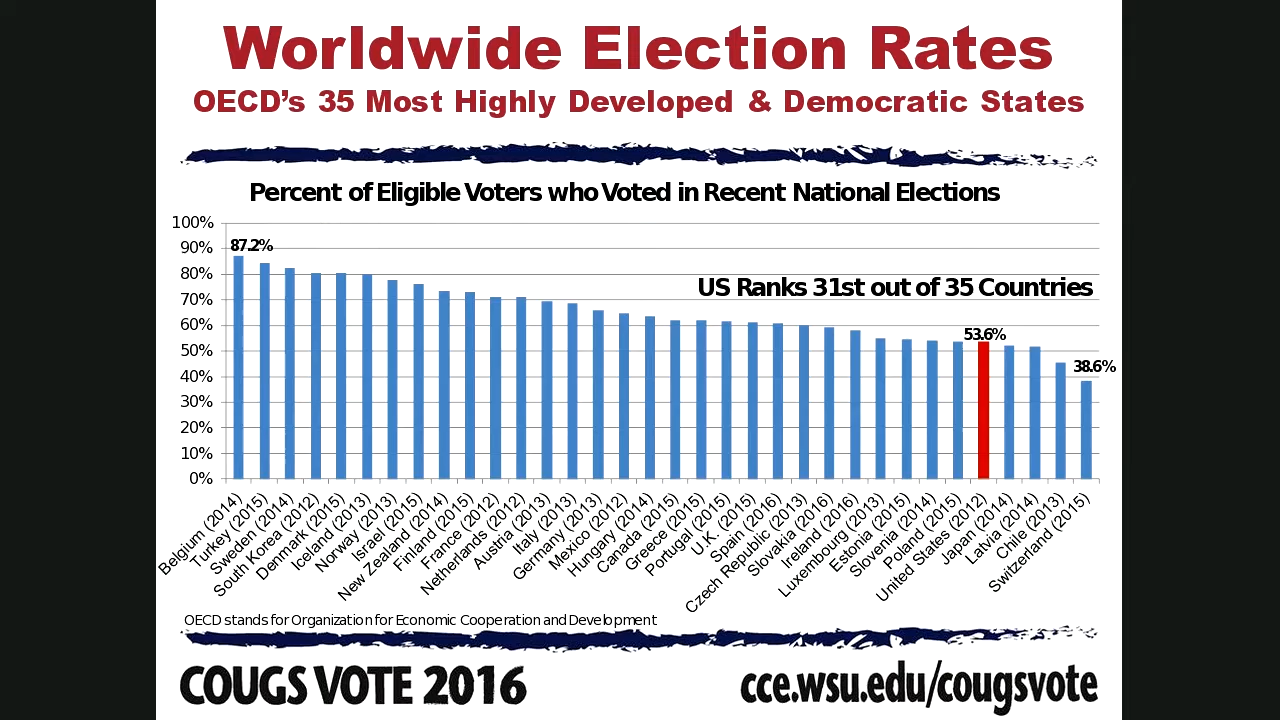 Worldwide Election Rates
OECD's 35 Most Highly Developed & Democratic States
Percent of Eligible Voters who Voted in Recent National Elections
100%
90%
80%
70%
60%
50%
40%
30%
20%
10%
0%
87.2%
US Ranks 31st out of 35 Countries
53.6%
38.6%
Belgium (2014)
Turkey (2015)
Sweden (2014)
South Korea (2012)
Denmark (2015)
Iceland (2013)
Norway (2013)
Israel (2015)
New Zealand (2014)
Finland (2015)
France (2012)
Netherlands (2012)
Austria (2013)
Italy (2013)
Germany (2013)
Mexico (2012)
Hungary (2014)
Canada (2015)
Greece (2015)
Portugal (2015)
U.K. (2015)
Spain (2016)
Czech Republic (2013)
Slovakia (2016)
Ireland (2016)
Luxembourg (2013)
Estonia (2015)
Slovenia (2014)
Poland (2015)
United States (2012)
Japan (2014)
Latvia (2014)
Chile (2013)
Switzerland (2015)
OECD stands for Organization for Economic Cooperation and Development
COUGS VOTE 2016
cce.wsu.edu/cougsvote